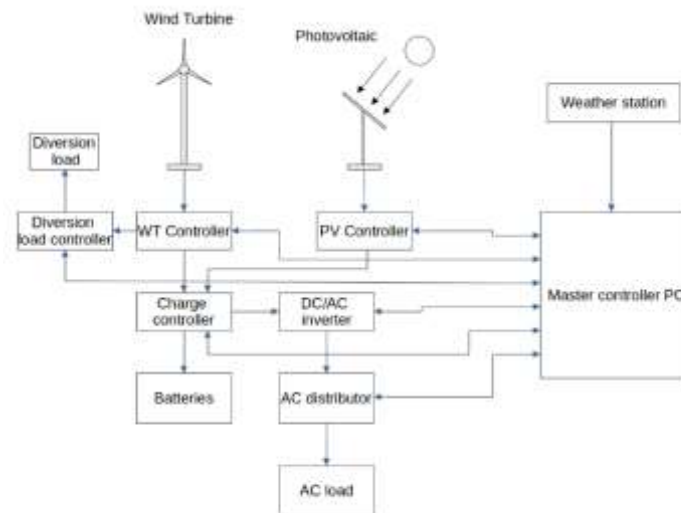 Wind Turbine
Photovoltaic
Weather station
Diversion
load
Diversion
load controller
WT Controller
PV Controller
Master controller PC
Charge
controller
DC/AC
inverter
Batteries
AC distributor
AC load